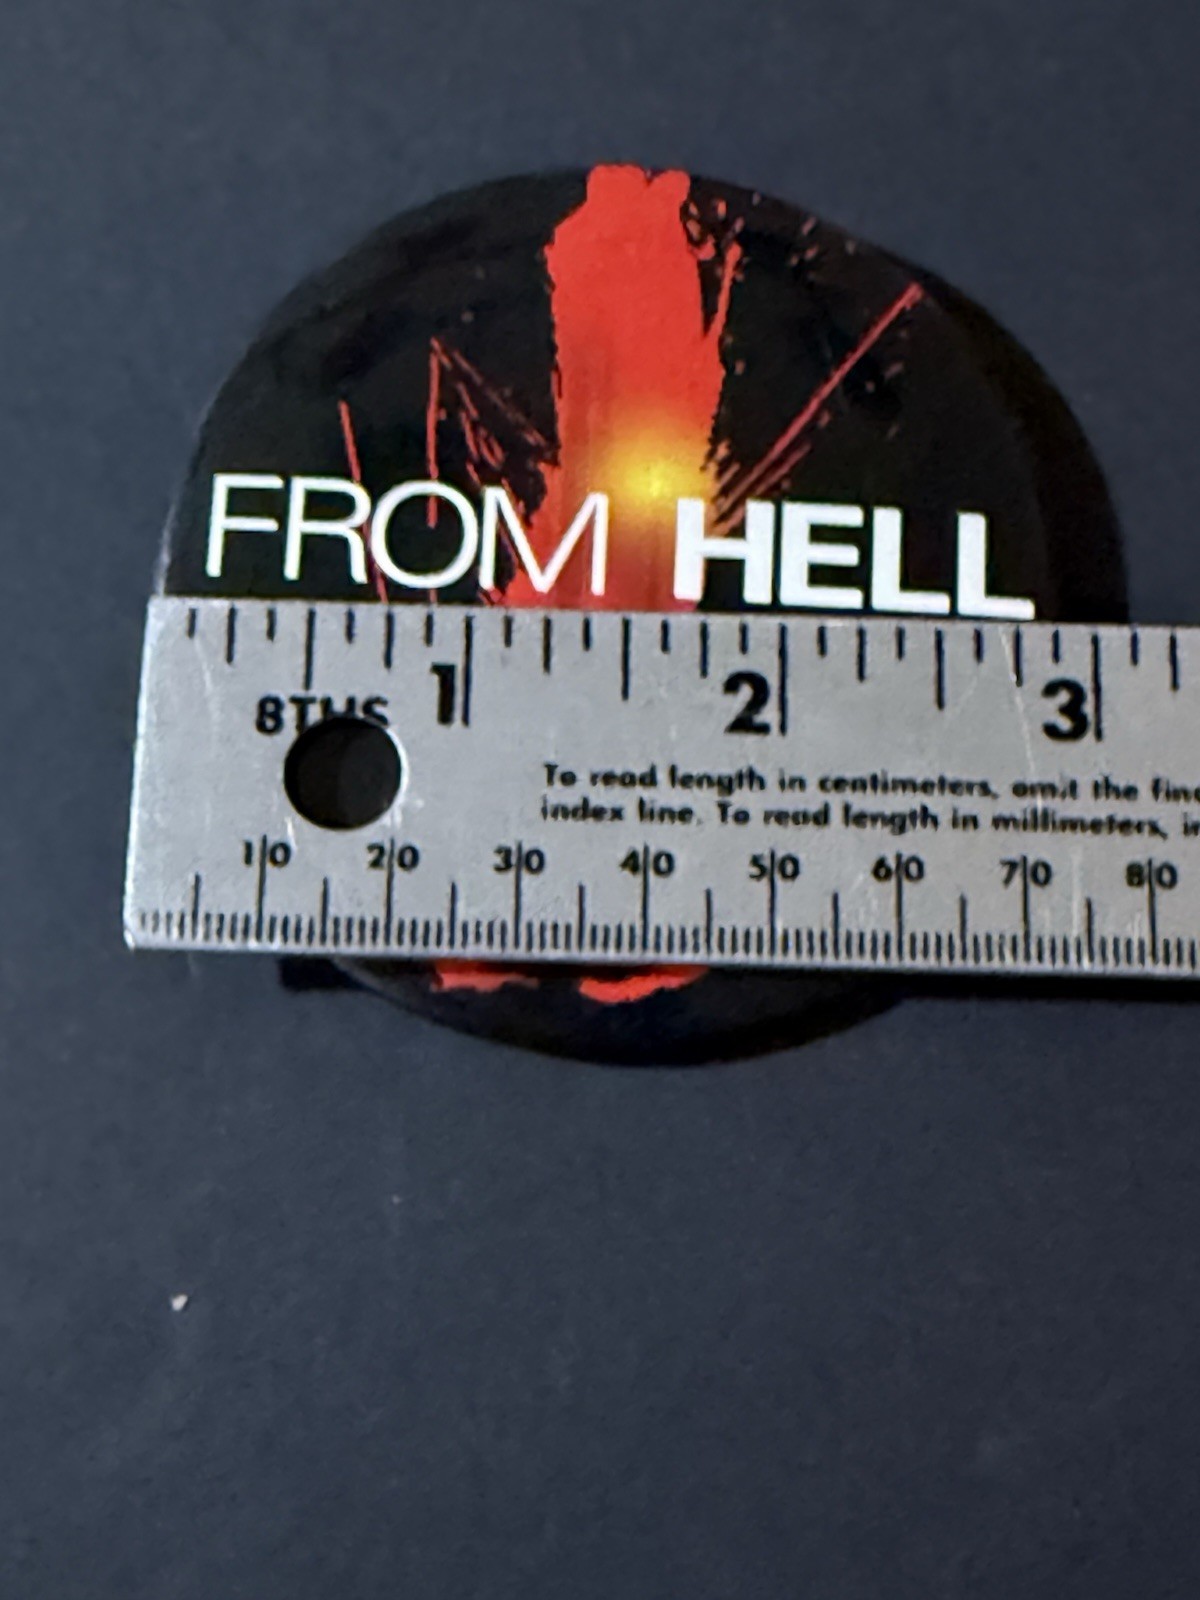 FROM HELL
8THS 1 2 3
To read length in centimeters, omit the
index line. To read length in millimeters,
10 20 30 40 50 60 70 80